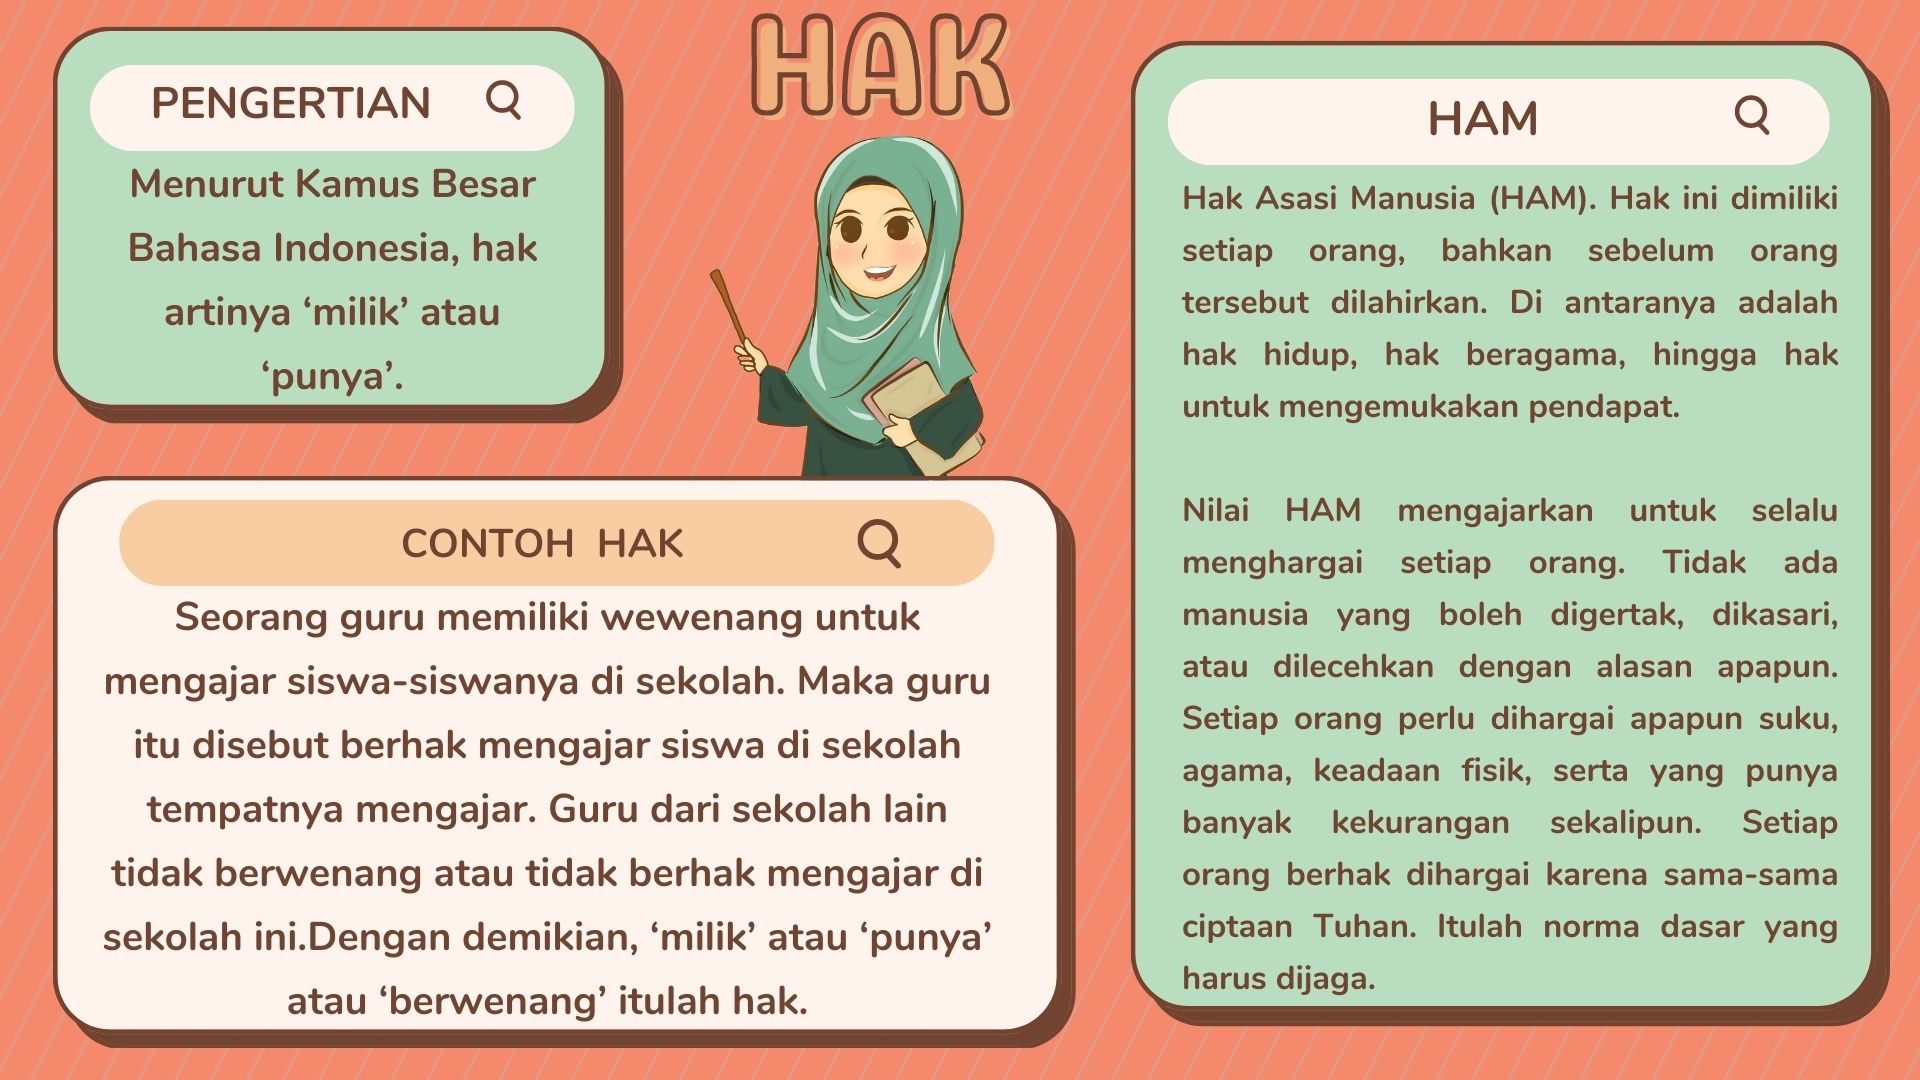 HAK
PENGERTIAN
Menurut Kamus Besar
Bahasa Indonesia, hak
artinya ‘milik’ atau
‘punya’.
CONTOH HAK
Seorang guru memiliki wewenang untuk
mengajar siswa-siswanya di sekolah. Maka guru
itu disebut berhak mengajar siswa di sekolah
tempatnya mengajar. Guru dari sekolah lain
tidak berwenang atau tidak berhak mengajar di
sekolah ini.Dengan demikian, ‘milik’ atau ‘punya’
atau ‘berwenang’ itulah hak.
HAM
Hak Asasi Manusia (HAM). Hak ini dimiliki
setiap orang, bahkan sebelum orang
tersebut dilahirkan. Di antaranya adalah
hak hidup, hak beragama, hingga hak
untuk mengemukakan pendapat.
Nilai HAM mengajarkan untuk selalu
menghargai setiap orang. Tidak ada
manusia yang boleh digertak, dikasari,
atau dilecehkan dengan alasan apapun.
Setiap orang perlu dihargai apapun suku,
agama, keadaan fisik, serta yang punya
banyak kekurangan sekalipun. Setiap
orang berhak dihargai karena sama-sama
ciptaan Tuhan. Itulah norma dasar yang
harus dijaga.